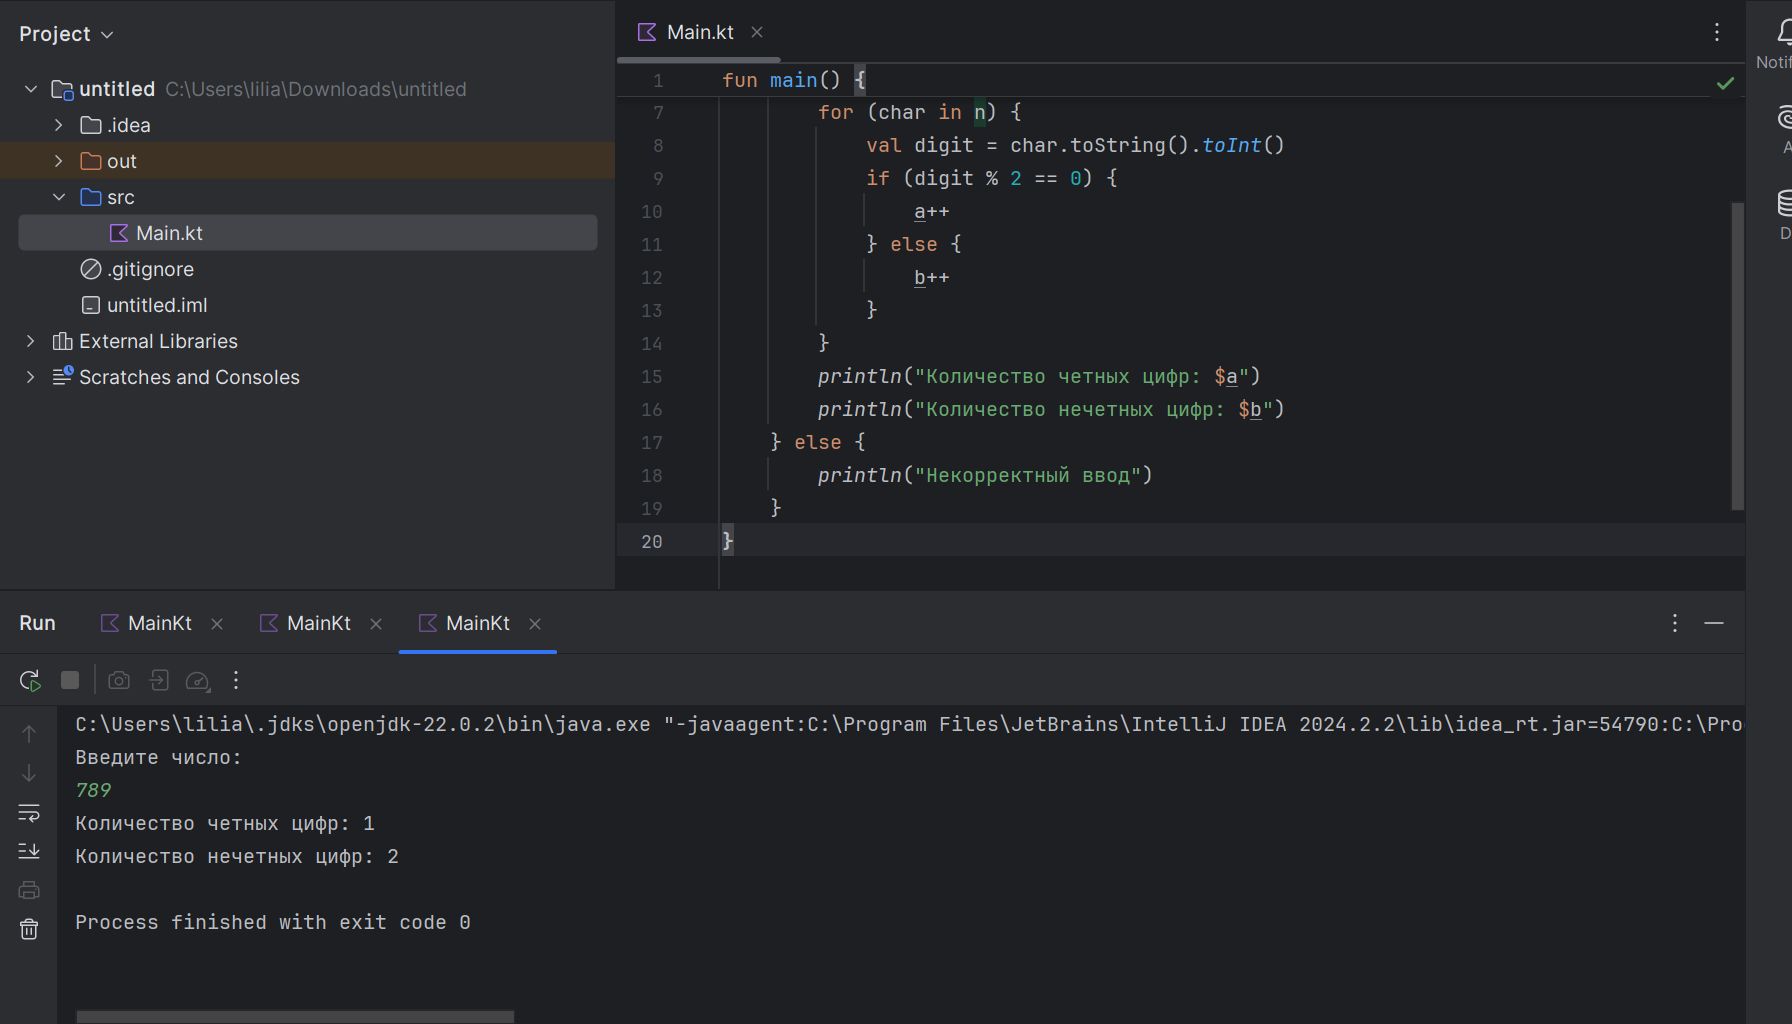 Project
untitled C:\Users\lilia\Downloads\untitled
.idea
out
src
Main.kt
.gitignore
untitled.iml
External Libraries
Scratches and Consoles
Main.kt
1 fun main() {
7 for (char in n) {
8 val digit = char.toString().toInt()
9 if (digit % 2 == 0) {
10 a++
11 } else {
12 b++
13 }
14 }
15 println("Количество четных цифр: $a")
16 println("Количество нечетных цифр: $b")
17 } else {
18 println("Некорректный ввод")
19 }
20 }
Notif
A
D
Run MainKt MainKt MainKt
C:\Users\lilia\.jdks\openjdk-22.0.2\bin\java.exe "-javaagent:C:\Program Files\JetBrains\IntelliJ IDEA 2024.2.2\lib\idea_rt.jar=54790:C:\Pro
Введите число:
789
Количество четных цифр: 1
Количество нечетных цифр: 2
Process finished with exit code 0